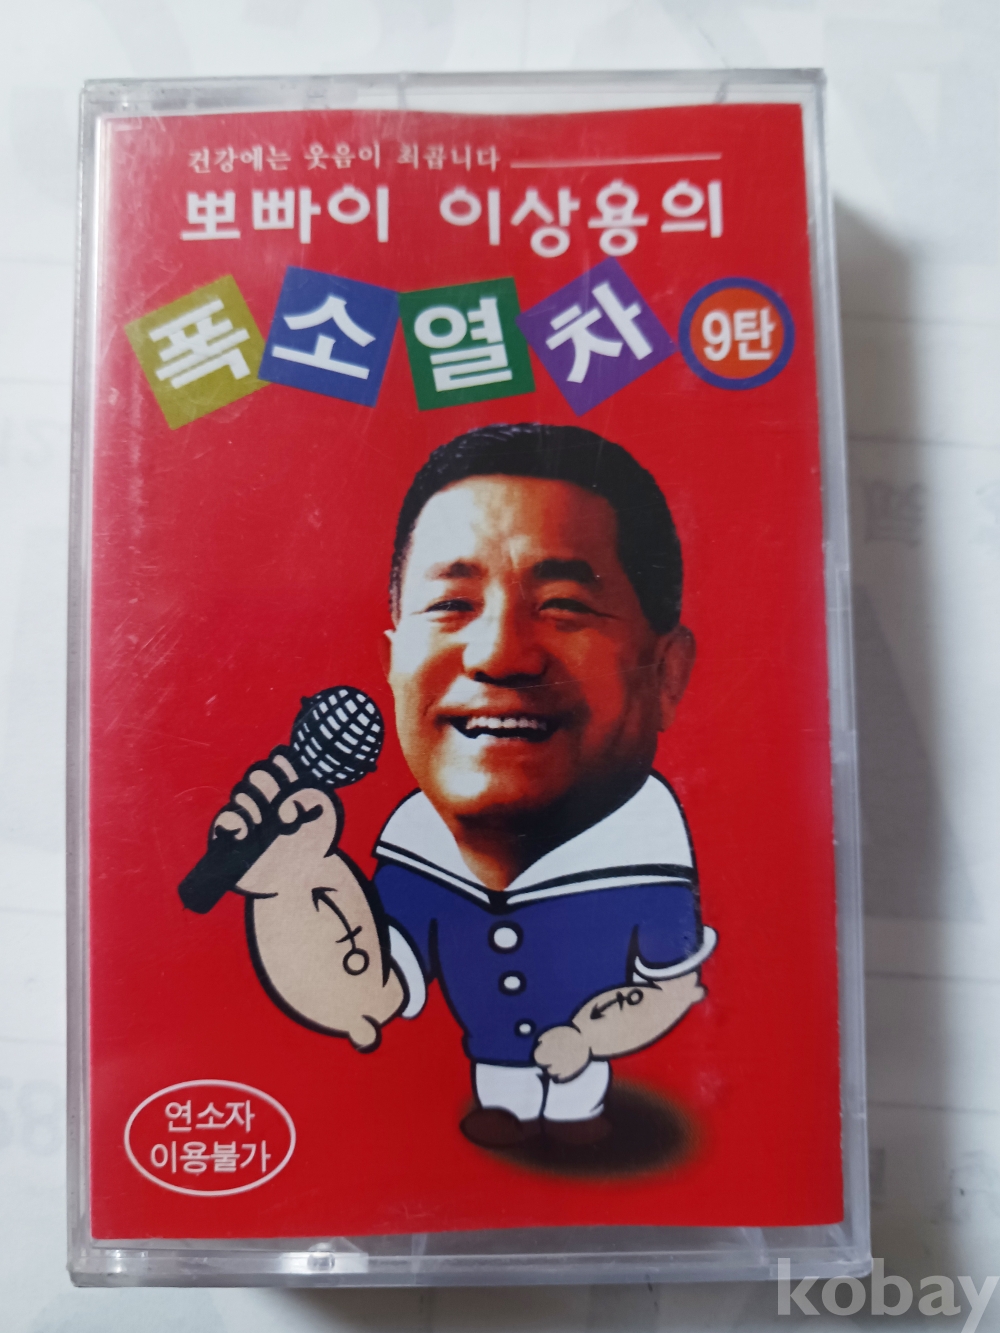 건강에는 웃음이 최곱니다
뽀빠이 이상용의
폭소열차 9탄
연소자
이용불가
kobay